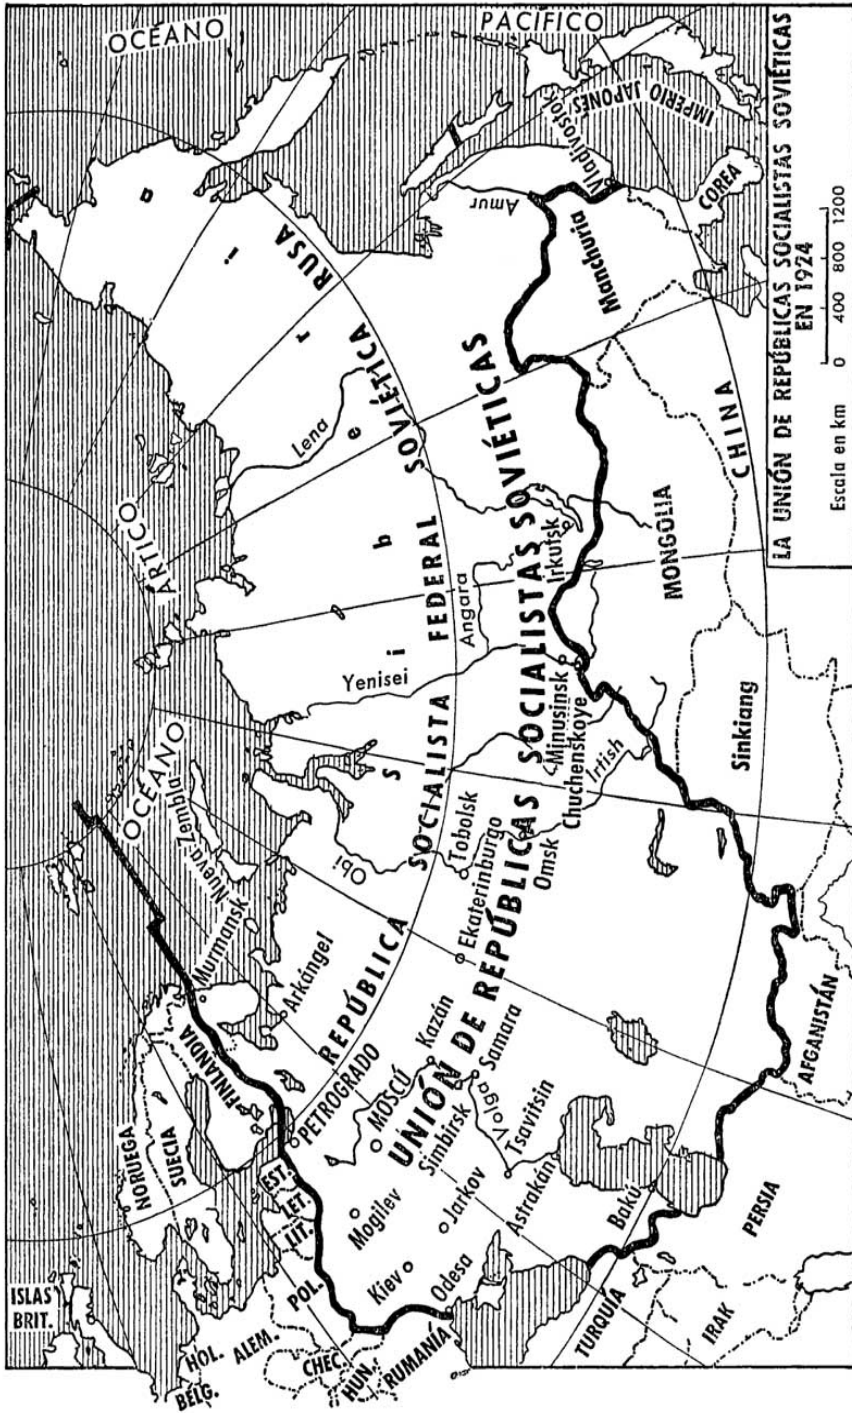 OCÉANO
PACÍFICO
ISLAS
BRIT.
NORUEGA
SUECIA
FINLANDIA
Murmansk
Nueva Zembla
OCÉANO
ÁRTICO
HOL.
BÉLG.
ALEM.
CHEC.
HUN.
RUMANÍA
POL.
LIT.
LET.
EST.
PETROGRADO
Arkángel
REPÚBLICA
SOCIALISTA
FEDERAL
SOVIÉTICA
RUSA
Siberia
Obi
Yenisei
Angara
Lena
Amur
Mogilev
MOSCÚ
Kiev
Jarkov
Odesa
Kazán
Simbirsk
Samara
Volga
Tsavitsin
Astrakán
Bakú
Ekaterinburgo
Tobolsk
Omsk
Irtish
Minusinsk
Chuchenskoye
Irkutsk
Vladivostok
UNIÓN DE REPÚBLICAS SOCIALISTAS SOVIÉTICAS
IMPERIO JAPONÉS
COREA
Manchuria
CHINA
MONGOLIA
Sinkiang
AFGANISTÁN
PERSIA
IRAK
TURQUÍA
LA UNIÓN DE REPÚBLICAS SOCIALISTAS SOVIÉTICAS
EN 1924
0 400 800 1200
Escala en km